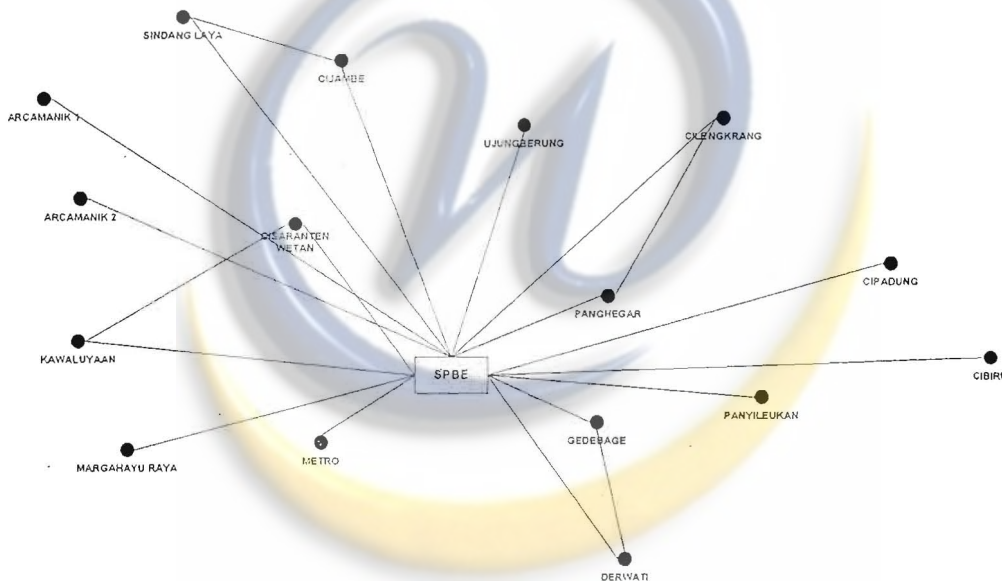 SINDANG LAYA
CIJAMBE
ARCAMANIK 1
UJUNGBERUNG
CILENGKRANG
ARCAMANIK 2
CISARANTEN
WETAN
CIPADUNG
PANGHEGAR
KAWALUYAAN
SPBE
CIBIRU
PANYILEUKAN
GEDEBAGE
METRO
MARGAHAYU RAYA
DERWATI